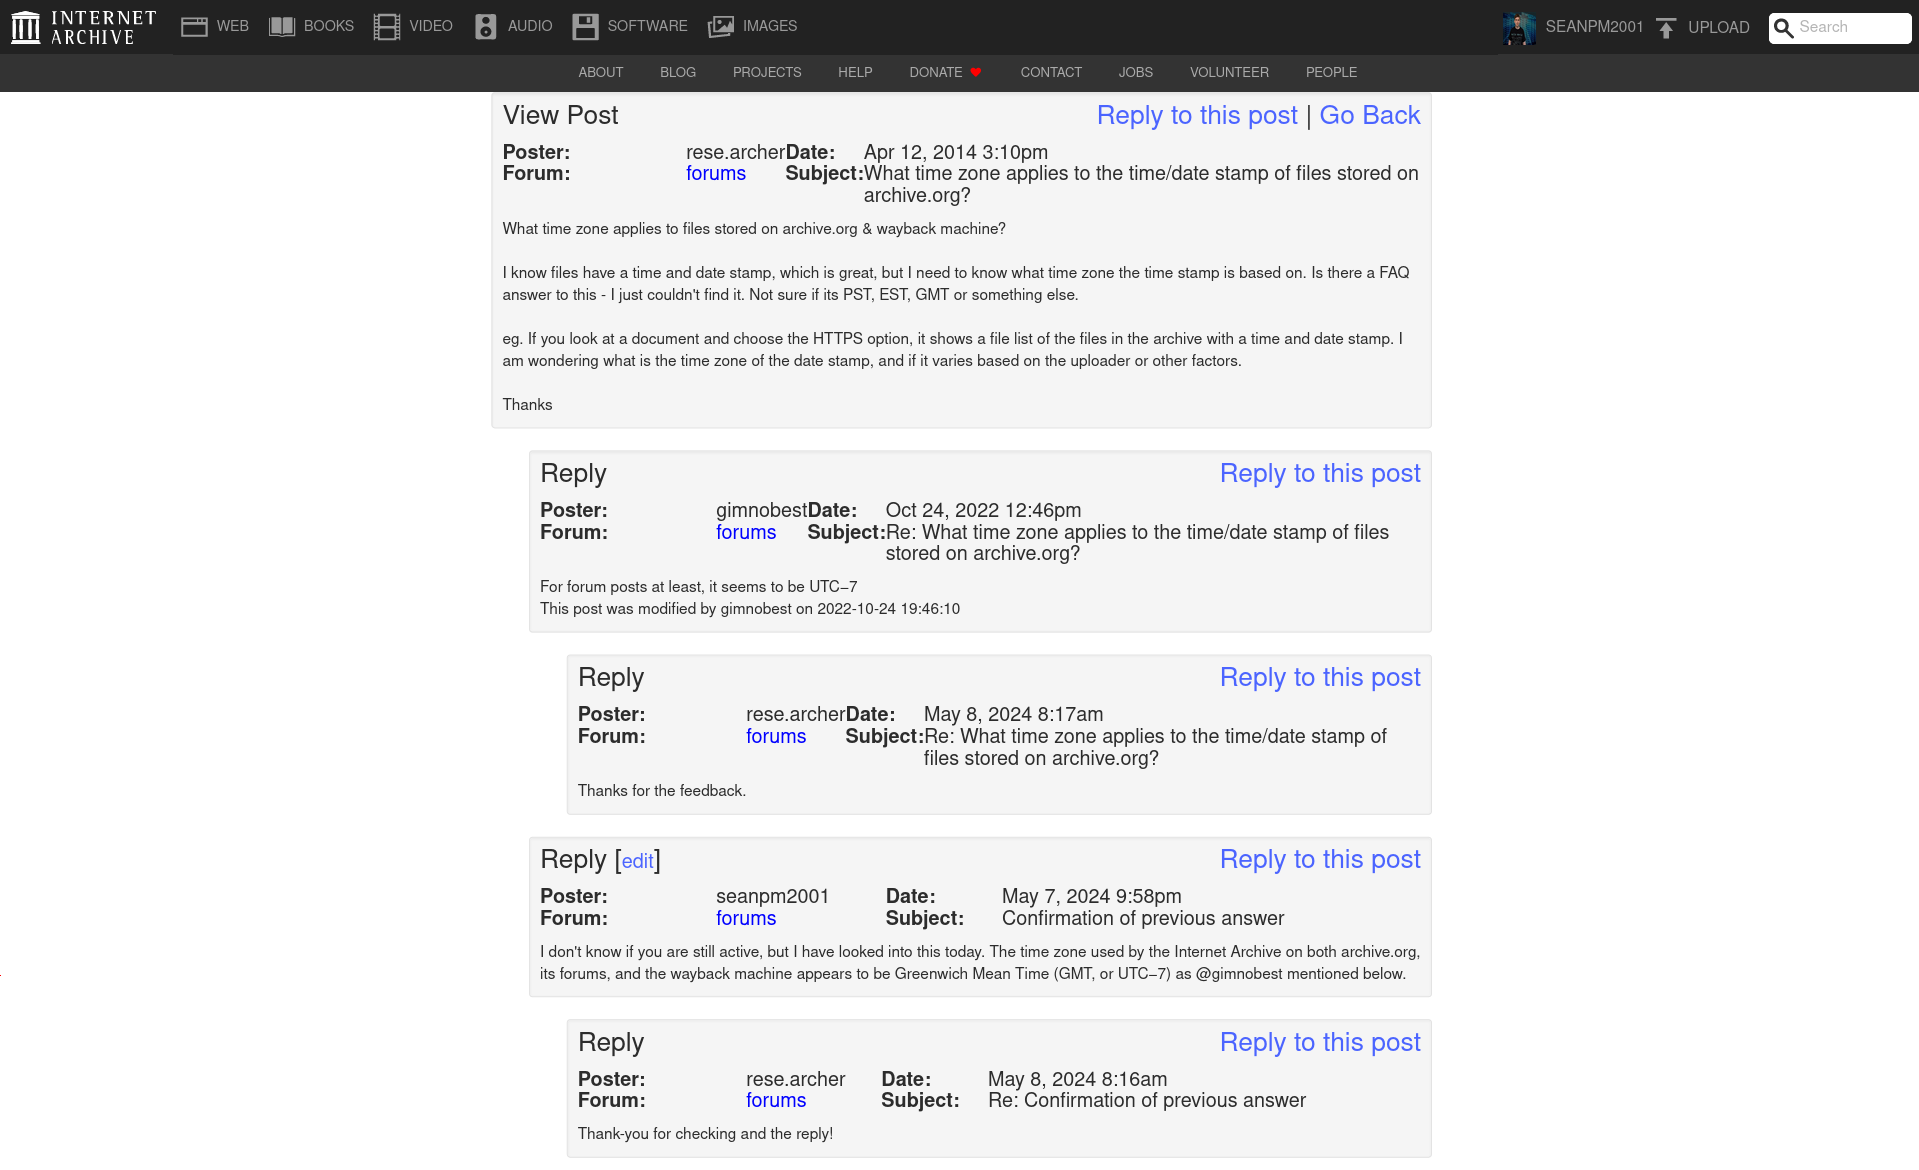 INTERNET ARCHIVE WEB BOOKS VIDEO AUDIO SOFTWARE IMAGES SEANPM2001 UPLOAD Search
ABOUT BLOG PROJECTS HELP DONATE CONTACT JOBS VOLUNTEER PEOPLE
View Post Reply to this post | Go Back
Poster: rese.archer Date: Apr 12, 2014 3:10pm
Forum: forums Subject: What time zone applies to the time/date stamp of files stored on
archive.org?
What time zone applies to files stored on archive.org & wayback machine?
I know files have a time and date stamp, which is great, but I need to know what time zone the time stamp is based on. Is there a FAQ
answer to this - I just couldn't find it. Not sure if its PST, EST, GMT or something else.
eg. If you look at a document and choose the HTTPS option, it shows a file list of the files in the archive with a time and date stamp. I
am wondering what is the time zone of the date stamp, and if it varies based on the uploader or other factors.
Thanks
Reply Reply to this post
Poster: gimnobest Date: Oct 24, 2022 12:46pm
Forum: forums Subject: Re: What time zone applies to the time/date stamp of files
stored on archive.org?
For forum posts at least, it seems to be UTC−7
This post was modified by gimnobest on 2022-10-24 19:46:10
Reply Reply to this post
Poster: rese.archer Date: May 8, 2024 8:17am
Forum: forums Subject: Re: What time zone applies to the time/date stamp of
files stored on archive.org?
Thanks for the feedback.
Reply [edit] Reply to this post
Poster: seanpm2001 Date: May 7, 2024 9:58pm
Forum: forums Subject: Confirmation of previous answer
I don't know if you are still active, but I have looked into this today. The time zone used by the Internet Archive on both archive.org,
its forums, and the wayback machine appears to be Greenwich Mean Time (GMT, or UTC−7) as @gimnobest mentioned below.
Reply Reply to this post
Poster: rese.archer Date: May 8, 2024 8:16am
Forum: forums Subject: Re: Confirmation of previous answer
Thank-you for checking and the reply!